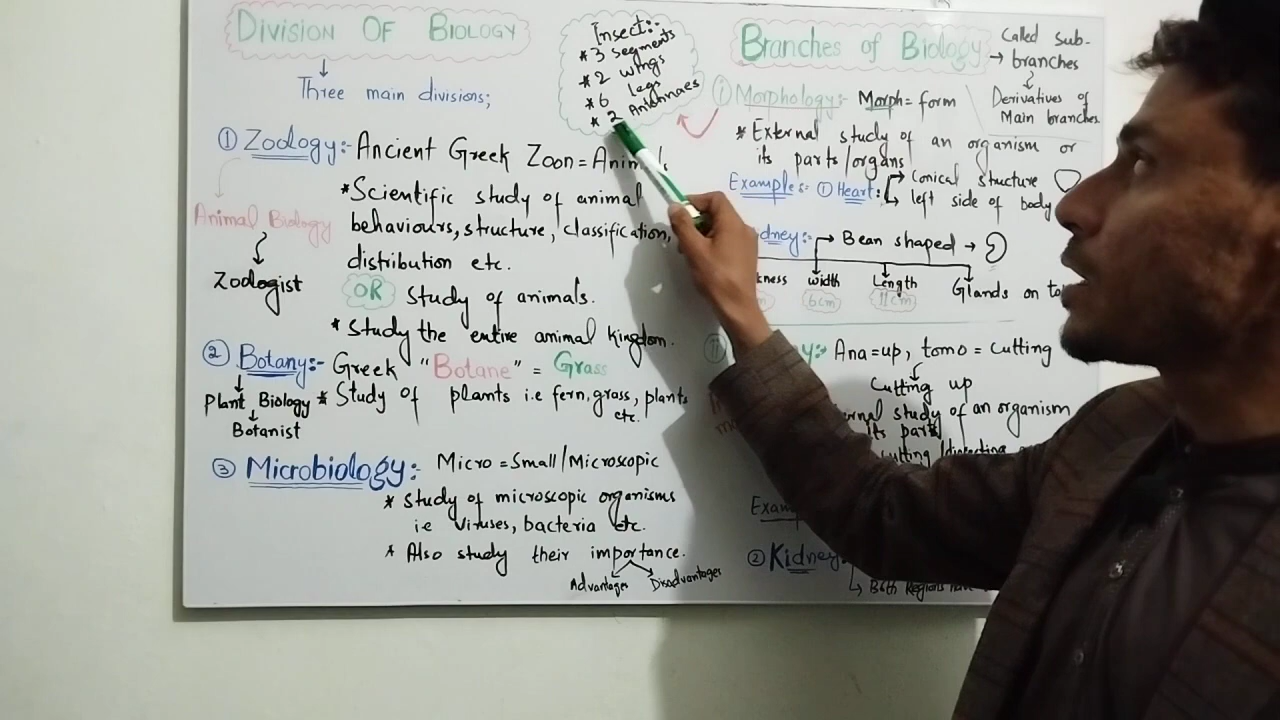 Division Of Biology
Three main divisions;
① Zoology:- Ancient Greek Zoon = Animals
*Scientific study of animal
behaviours, structure, classification,
distribution etc.
OR Study of animals.
* Study the entire animal kingdom.
Animal Biology
Zoologist
② Botany:- Greek "Botane" = Grass
* Study of plants i.e fern, grass, plants
etc.
Plant Biology
Botanist
③ Microbiology:- Micro = Small/Microscopic
* Study of microscopic organisms
i.e Viruses, bacteria etc.
* Also study their importance.
Advantages Disadvantages
Insect:-
* 3 segments
* 2 wings
* 6 legs
* 2 Antennaes
Branches of Biology
Called Sub-
→ branches
Derivatives of
Main branches.
① Morphology:- Morph = form
* External study of an organism or
its parts/organs
Examples:- ① Heart: → Conical structure
→ left side of body
Kidney:- → Bean shaped →
width Length Glands on
6cm 11cm
Ana = up, tomo = Cutting
Cutting up
study of an organism
its parts
② Kidney:
Both